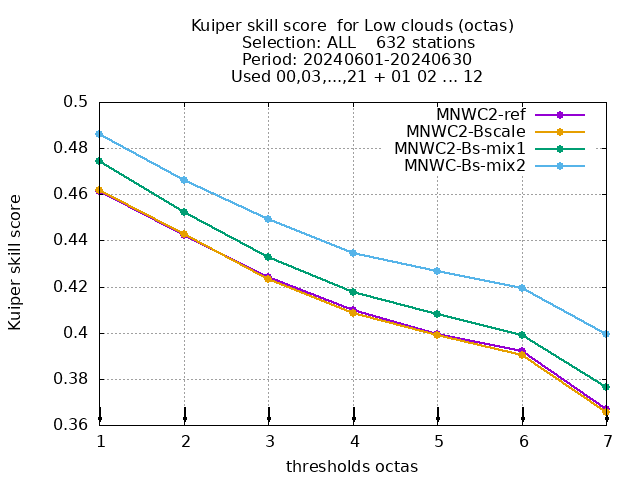 Kuiper skill score  for Low clouds (octas)
Selection: ALL    632 stations
Period: 20240601-20240630
Used 00,03,...,21 + 01 02 ... 12
MNWC2-ref
MNWC2-Bscale
MNWC2-Bs-mix1
MNWC-Bs-mix2
Kuiper skill score
0.5
0.48
0.46
0.44
0.42
0.4
0.38
0.36
1 2 3 4 5 6 7
thresholds octas